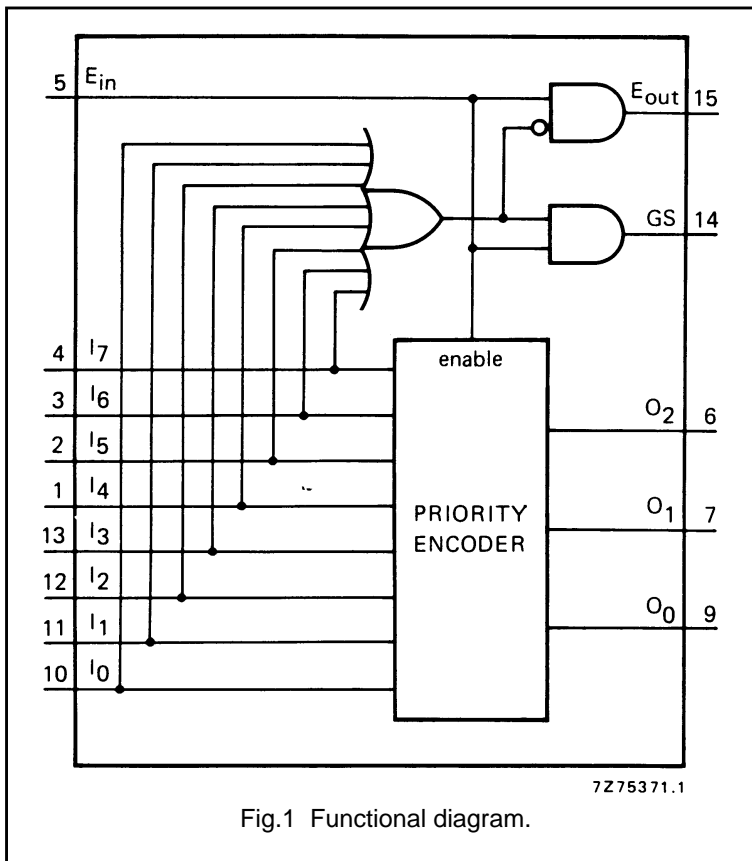 5 E_in
E_out 15
GS 14
4 I_7
enable
3 I_6
O_2 6
2 I_5
1 I_4
PRIORITY
ENCODER
O_1 7
13 I_3
12 I_2
O_0 9
11 I_1
10 I_0
7Z75371.1
Fig.1 Functional diagram.